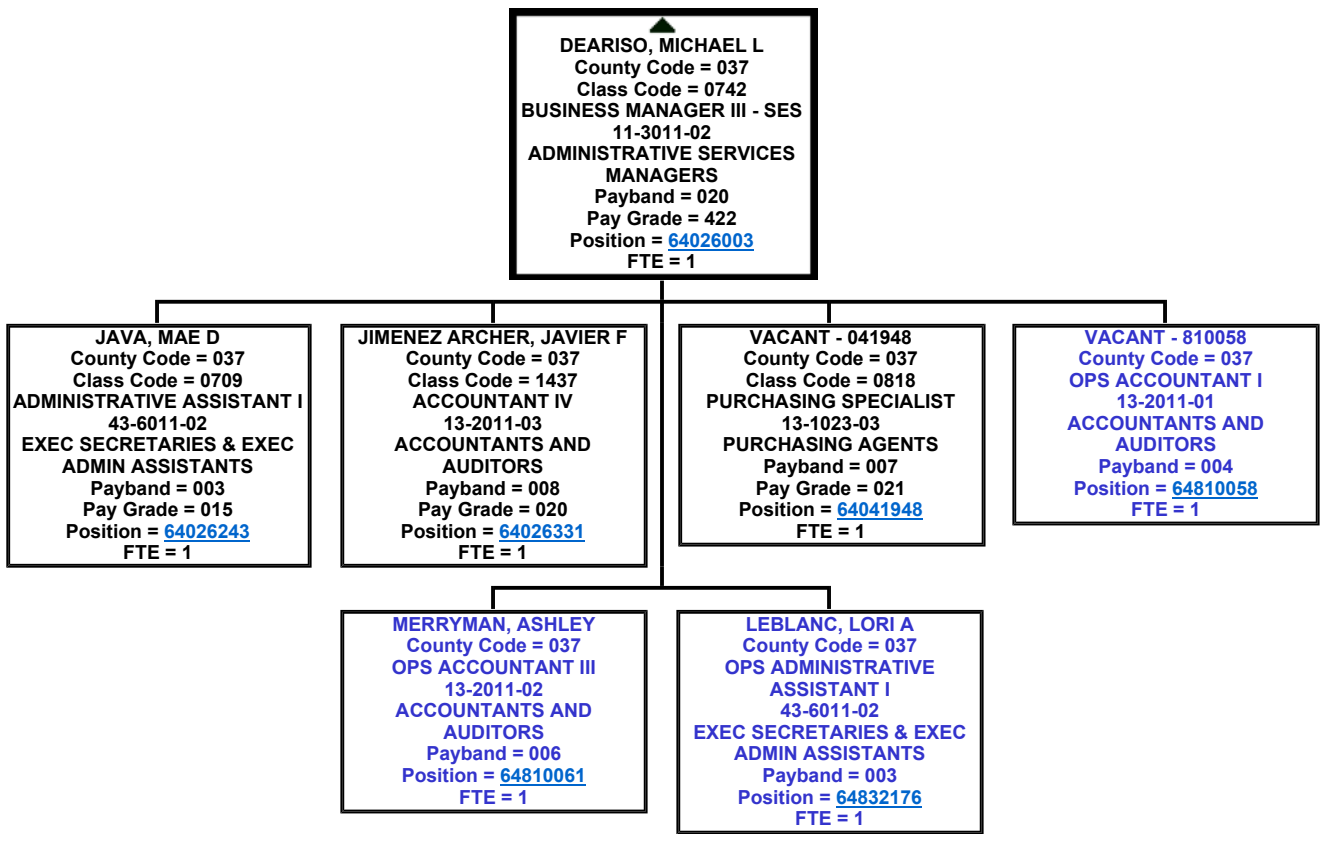 DEARISO, MICHAEL L
County Code = 037
Class Code = 0742
BUSINESS MANAGER III - SES
11-3011-02
ADMINISTRATIVE SERVICES
MANAGERS
Payband = 020
Pay Grade = 422
Position = 64026003
FTE = 1
JAVA, MAE D
County Code = 037
Class Code = 0709
ADMINISTRATIVE ASSISTANT I
43-6011-02
EXEC SECRETARIES & EXEC
ADMIN ASSISTANTS
Payband = 003
Pay Grade = 015
Position = 64026243
FTE = 1
JIMENEZ ARCHER, JAVIER F
County Code = 037
Class Code = 1437
ACCOUNTANT IV
13-2011-03
ACCOUNTANTS AND
AUDITORS
Payband = 008
Pay Grade = 020
Position = 64026331
FTE = 1
VACANT - 041948
County Code = 037
Class Code = 0818
PURCHASING SPECIALIST
13-1023-03
PURCHASING AGENTS
Payband = 007
Pay Grade = 021
Position = 64041948
FTE = 1
VACANT - 810058
County Code = 037
OPS ACCOUNTANT I
13-2011-01
ACCOUNTANTS AND
AUDITORS
Payband = 004
Position = 64810058
FTE = 1
MERRYMAN, ASHLEY
County Code = 037
OPS ACCOUNTANT III
13-2011-02
ACCOUNTANTS AND
AUDITORS
Payband = 006
Position = 64810061
FTE = 1
LEBLANC, LORI A
County Code = 037
OPS ADMINISTRATIVE
ASSISTANT I
43-6011-02
EXEC SECRETARIES & EXEC
ADMIN ASSISTANTS
Payband = 003
Position = 64832176
FTE = 1